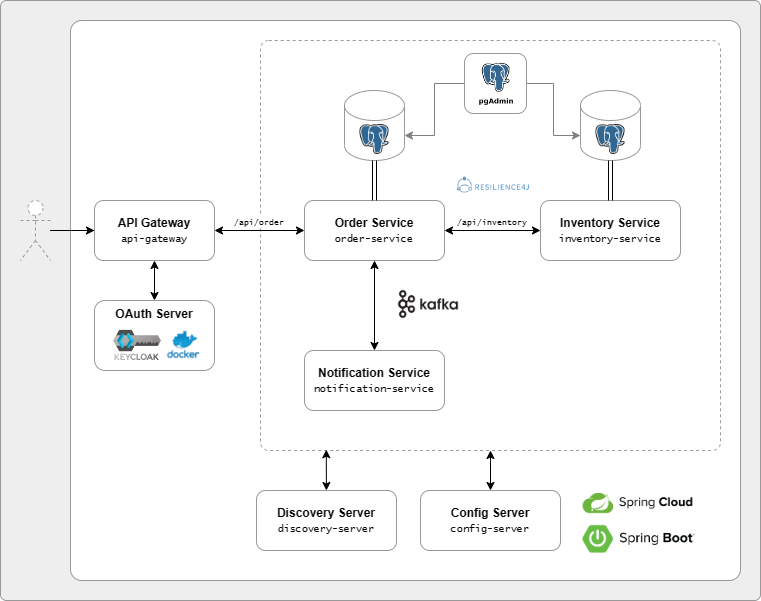 pgAdmin
RESILIENCE4J
API Gateway
api-gateway
/api/order
Order Service
order-service
/api/inventory
Inventory Service
inventory-service
OAuth Server
KEYCLOAK
docker
kafka
Notification Service
notification-service
Discovery Server
discovery-server
Config Server
config-server
Spring Cloud
Spring Boot